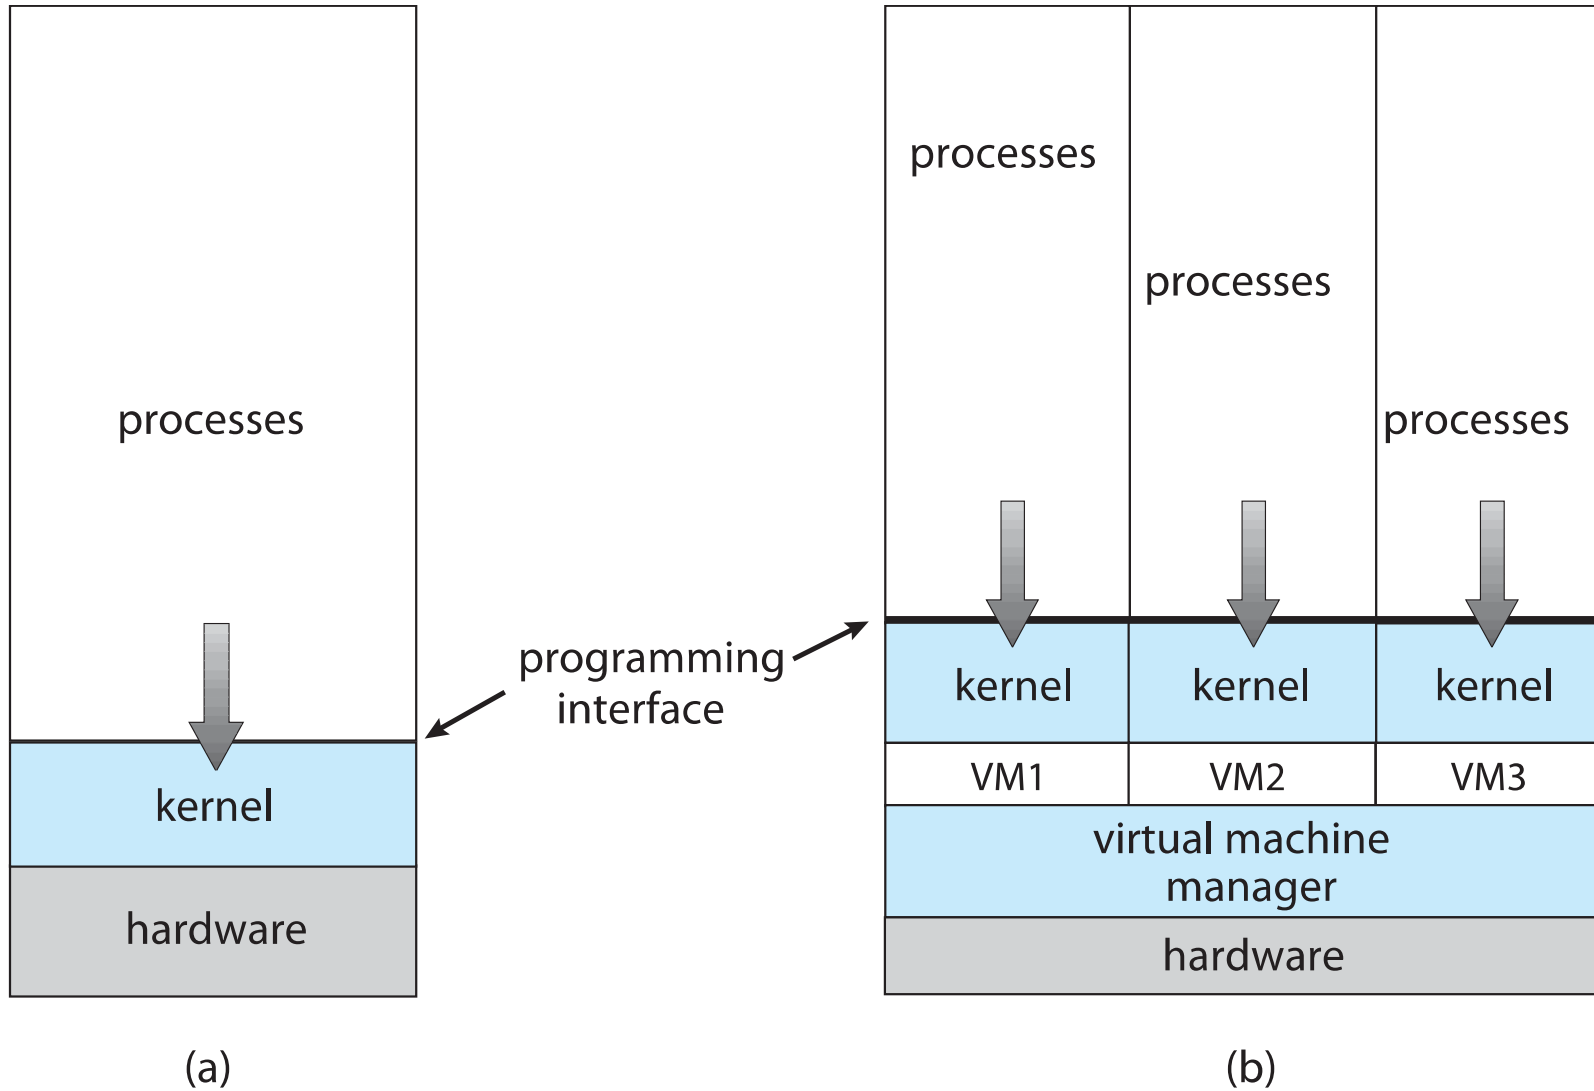 processes
kernel
hardware
(a)
programming
interface
processes
processes
processes
kernel
kernel
kernel
VM1
VM2
VM3
virtual machine
manager
hardware
(b)